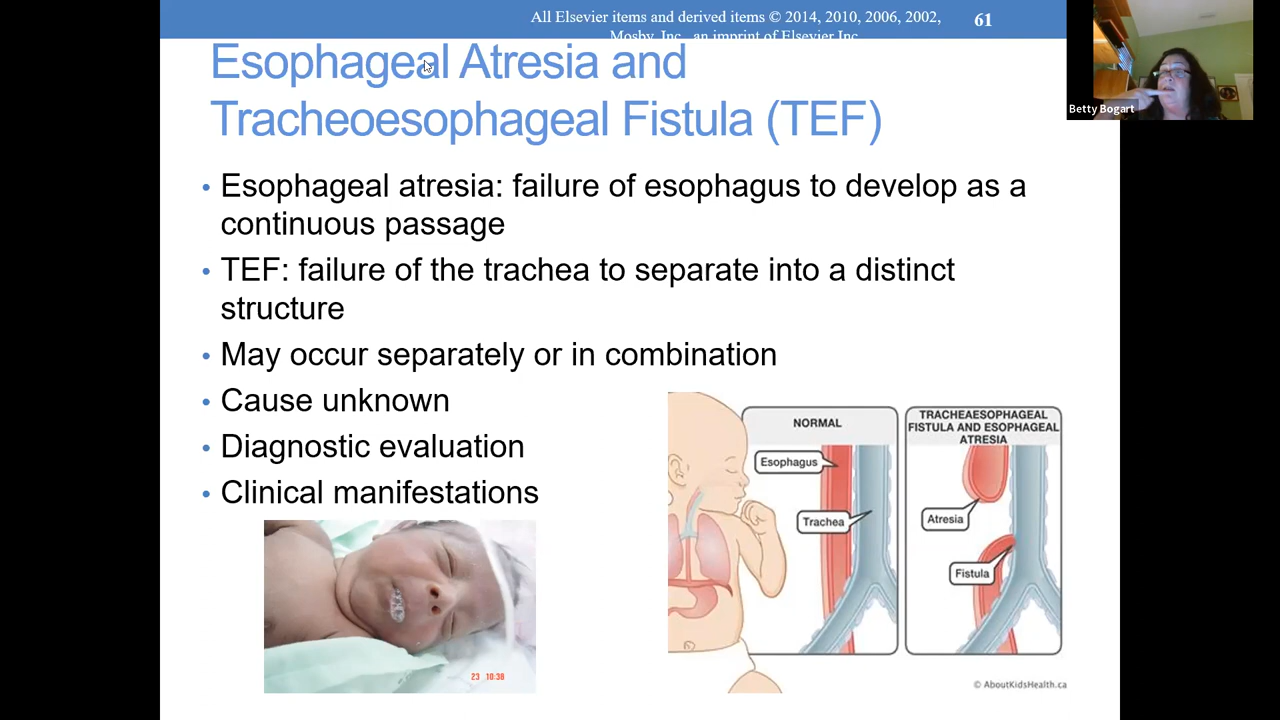 All Elsevier items and derived items © 2014, 2010, 2006, 2002,
Mosby, Inc., an imprint of Elsevier Inc.
61
Betty Bogart
Esophageal Atresia and
Tracheoesophageal Fistula (TEF)
• Esophageal atresia: failure of esophagus to develop as a
continuous passage
• TEF: failure of the trachea to separate into a distinct
structure
• May occur separately or in combination
• Cause unknown
• Diagnostic evaluation
• Clinical manifestations
NORMAL
Esophagus
Trachea
TRACHEAESOPHAGEAL
FISTULA AND ESOPHAGEAL
ATRESIA
Atresia
Fistula
23 10:38
© AboutKidsHealth.ca